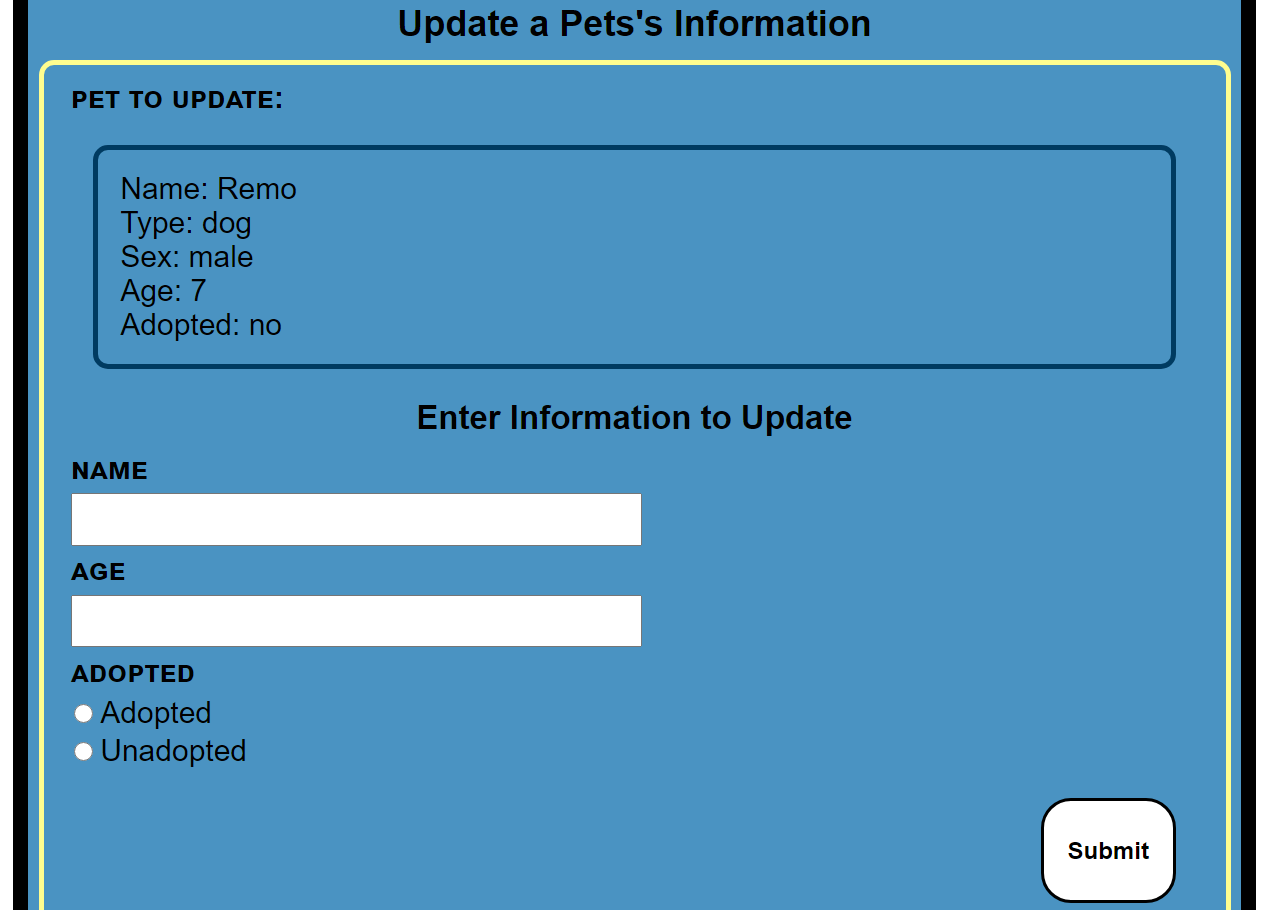 Update a Pets's Information
PET TO UPDATE:
Name: Remo
Type: dog
Sex: male
Age: 7
Adopted: no
Enter Information to Update
NAME
AGE
ADOPTED
Adopted
Unadopted
Submit